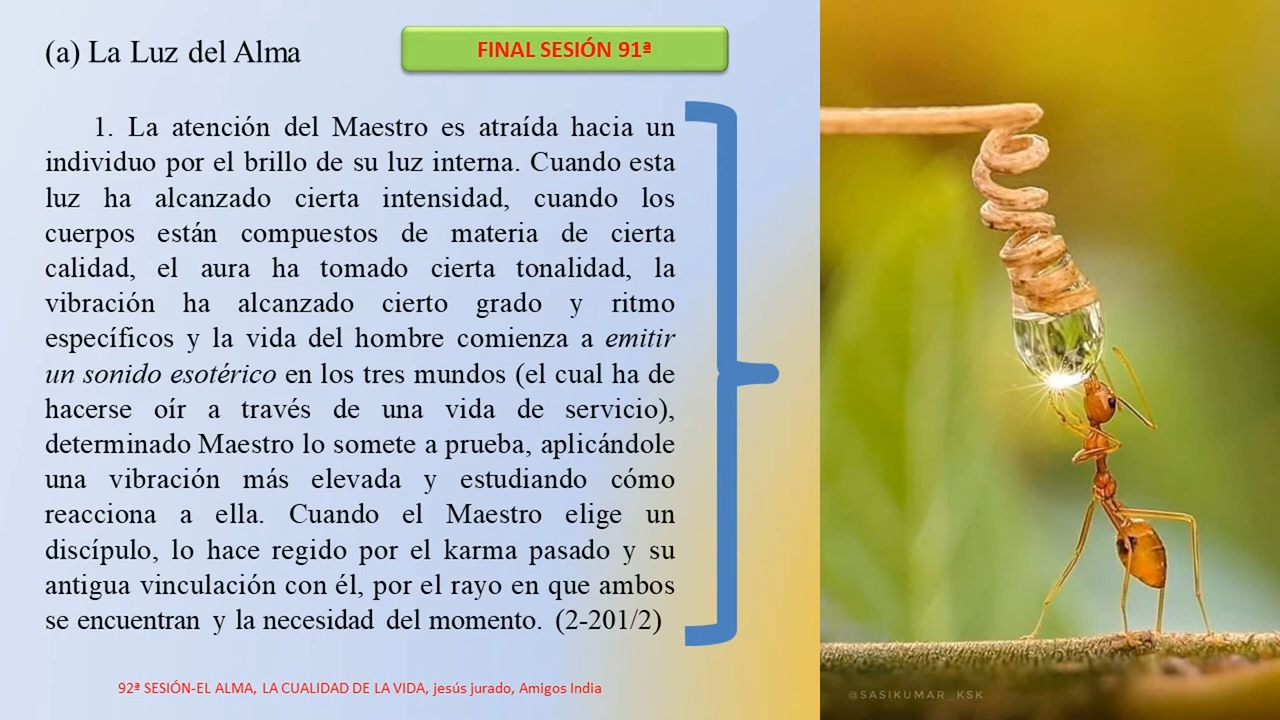 (a) La Luz del Alma
FINAL SESIÓN 91ª
1. La atención del Maestro es atraída hacia un
individuo por el brillo de su luz interna. Cuando esta
luz ha alcanzado cierta intensidad, cuando los
cuerpos están compuestos de materia de cierta
calidad, el aura ha tomado cierta tonalidad, la
vibración ha alcanzado cierto grado y ritmo
específicos y la vida del hombre comienza a emitir
un sonido esotérico en los tres mundos (el cual ha de
hacerse oír a través de una vida de servicio),
determinado Maestro lo somete a prueba, aplicándole
una vibración más elevada y estudiando cómo
reacciona a ella. Cuando el Maestro elige un
discípulo, lo hace regido por el karma pasado y su
antigua vinculación con él, por el rayo en que ambos
se encuentran y la necesidad del momento. (2-201/2)
92ª SESIÓN-EL ALMA, LA CUALIDAD DE LA VIDA, jesús jurado, Amigos India
@SASIKUMAR_KSK